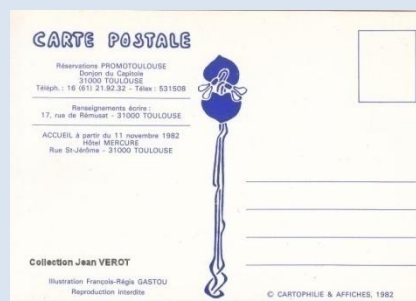 CARTE POSTALE
Réservations PROMOTOULOUSE
Donjon du Capitole
31000 TOULOUSE
Téléph. : 16 (61) 21.92.32 - Télex : 531508
Renseignements écrire :
17, rue de Rémusat - 31000 TOULOUSE
ACCUEIL à partir du 11 novembre 1982
Hôtel MERCURE
Rue St-Jérôme - 31000 TOULOUSE
Collection Jean VEROT
Illustration François-Régis GASTOU
Reproduction interdite
© CARTOPHILIE & AFFICHES, 1982